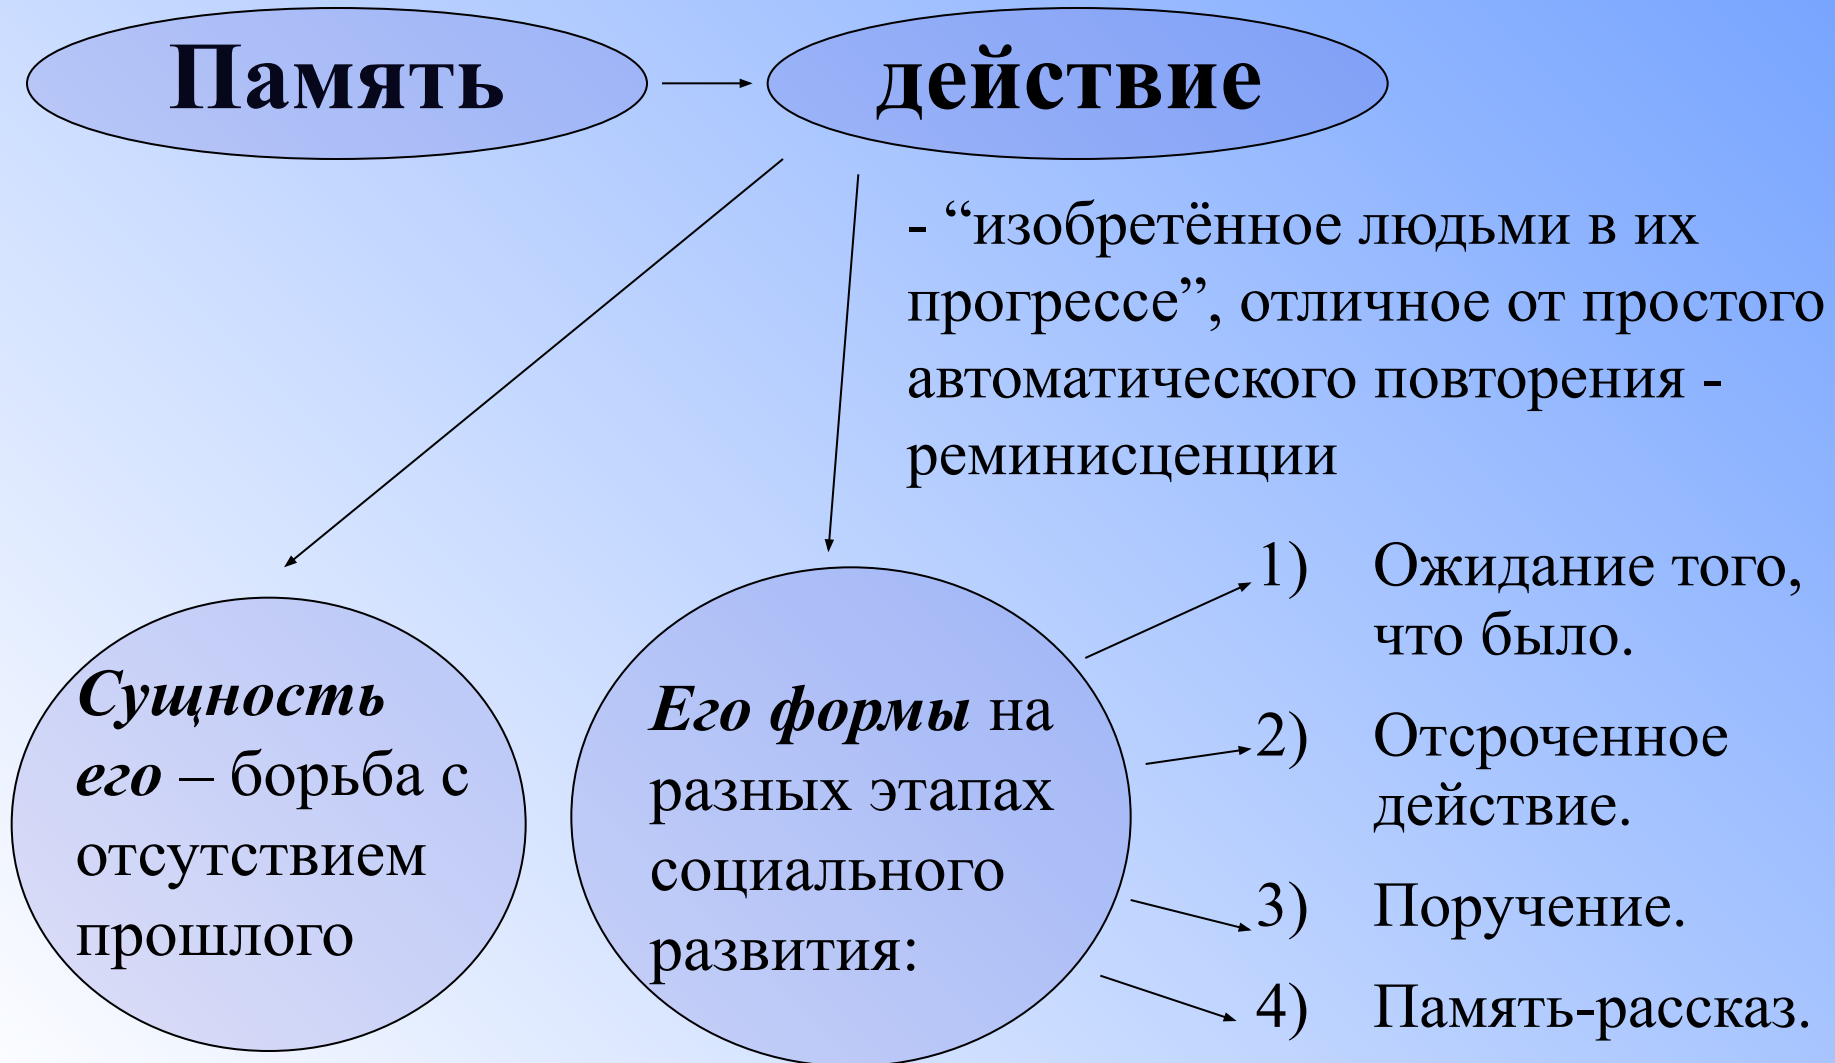 Память
действие
- “изобретённое людьми в их
прогрессе”, отличное от простого
автоматического повторения -
реминисценции
Сущность
его – борьба с
отсутствием
прошлого
Его формы на
разных этапах
социального
развития:
1) Ожидание того,
что было.
2) Отсроченное
действие.
3) Поручение.
4) Память-рассказ.